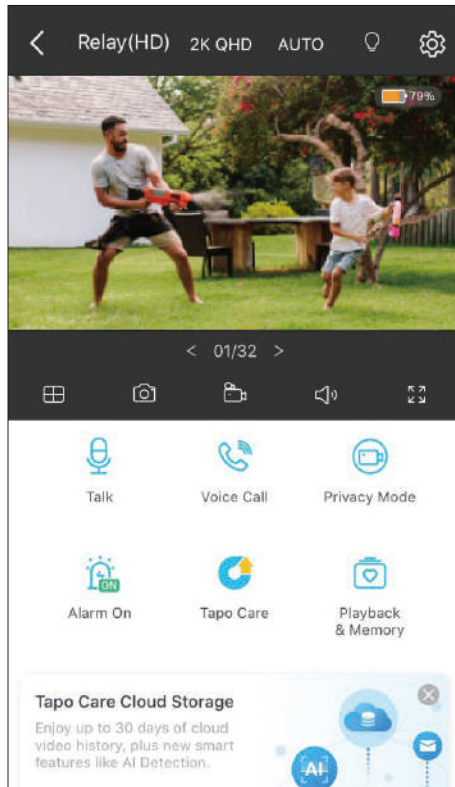 Relay(HD) 2K QHD AUTO
79%
< 01/32 >
Talk Voice Call Privacy Mode
ON
Alarm On Tapo Care Playback
& Memory
Tapo Care Cloud Storage
Enjoy up to 30 days of cloud
video history, plus new smart
features like AI Detection.
AI